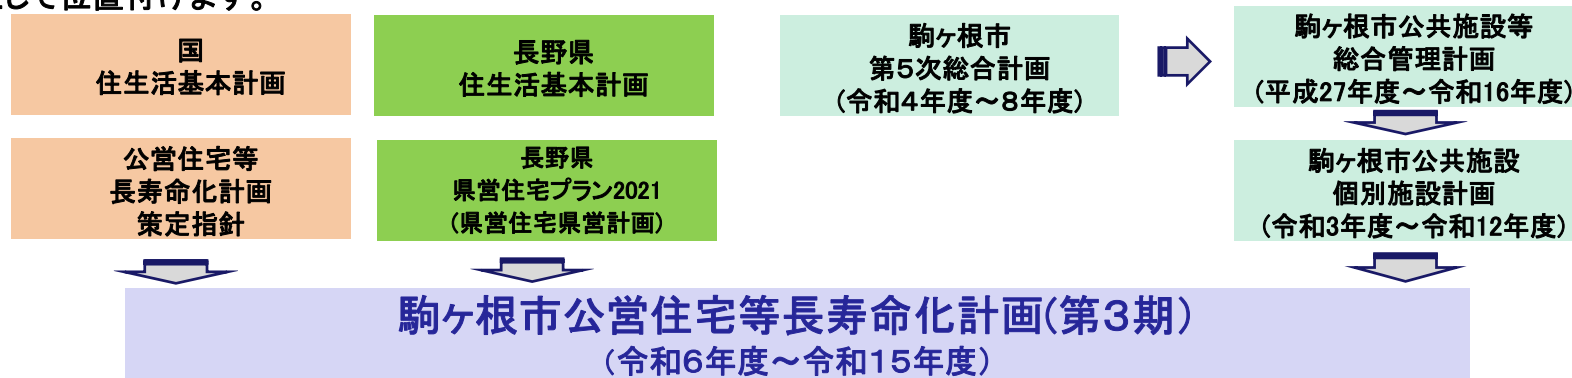 して位置付けます。
国
住生活基本計画
長野県
住生活基本計画
駒ヶ根市
第5次総合計画
(令和4年度～8年度)
駒ヶ根市公共施設等
総合管理計画
(平成27年度～令和16年度)
公営住宅等
長寿命化計画
策定指針
長野県
県営住宅プラン2021
(県営住宅県営計画)
駒ヶ根市公共施設
個別施設計画
(令和3年度～令和12年度)
駒ヶ根市公営住宅等長寿命化計画(第3期)
(令和6年度～令和15年度)